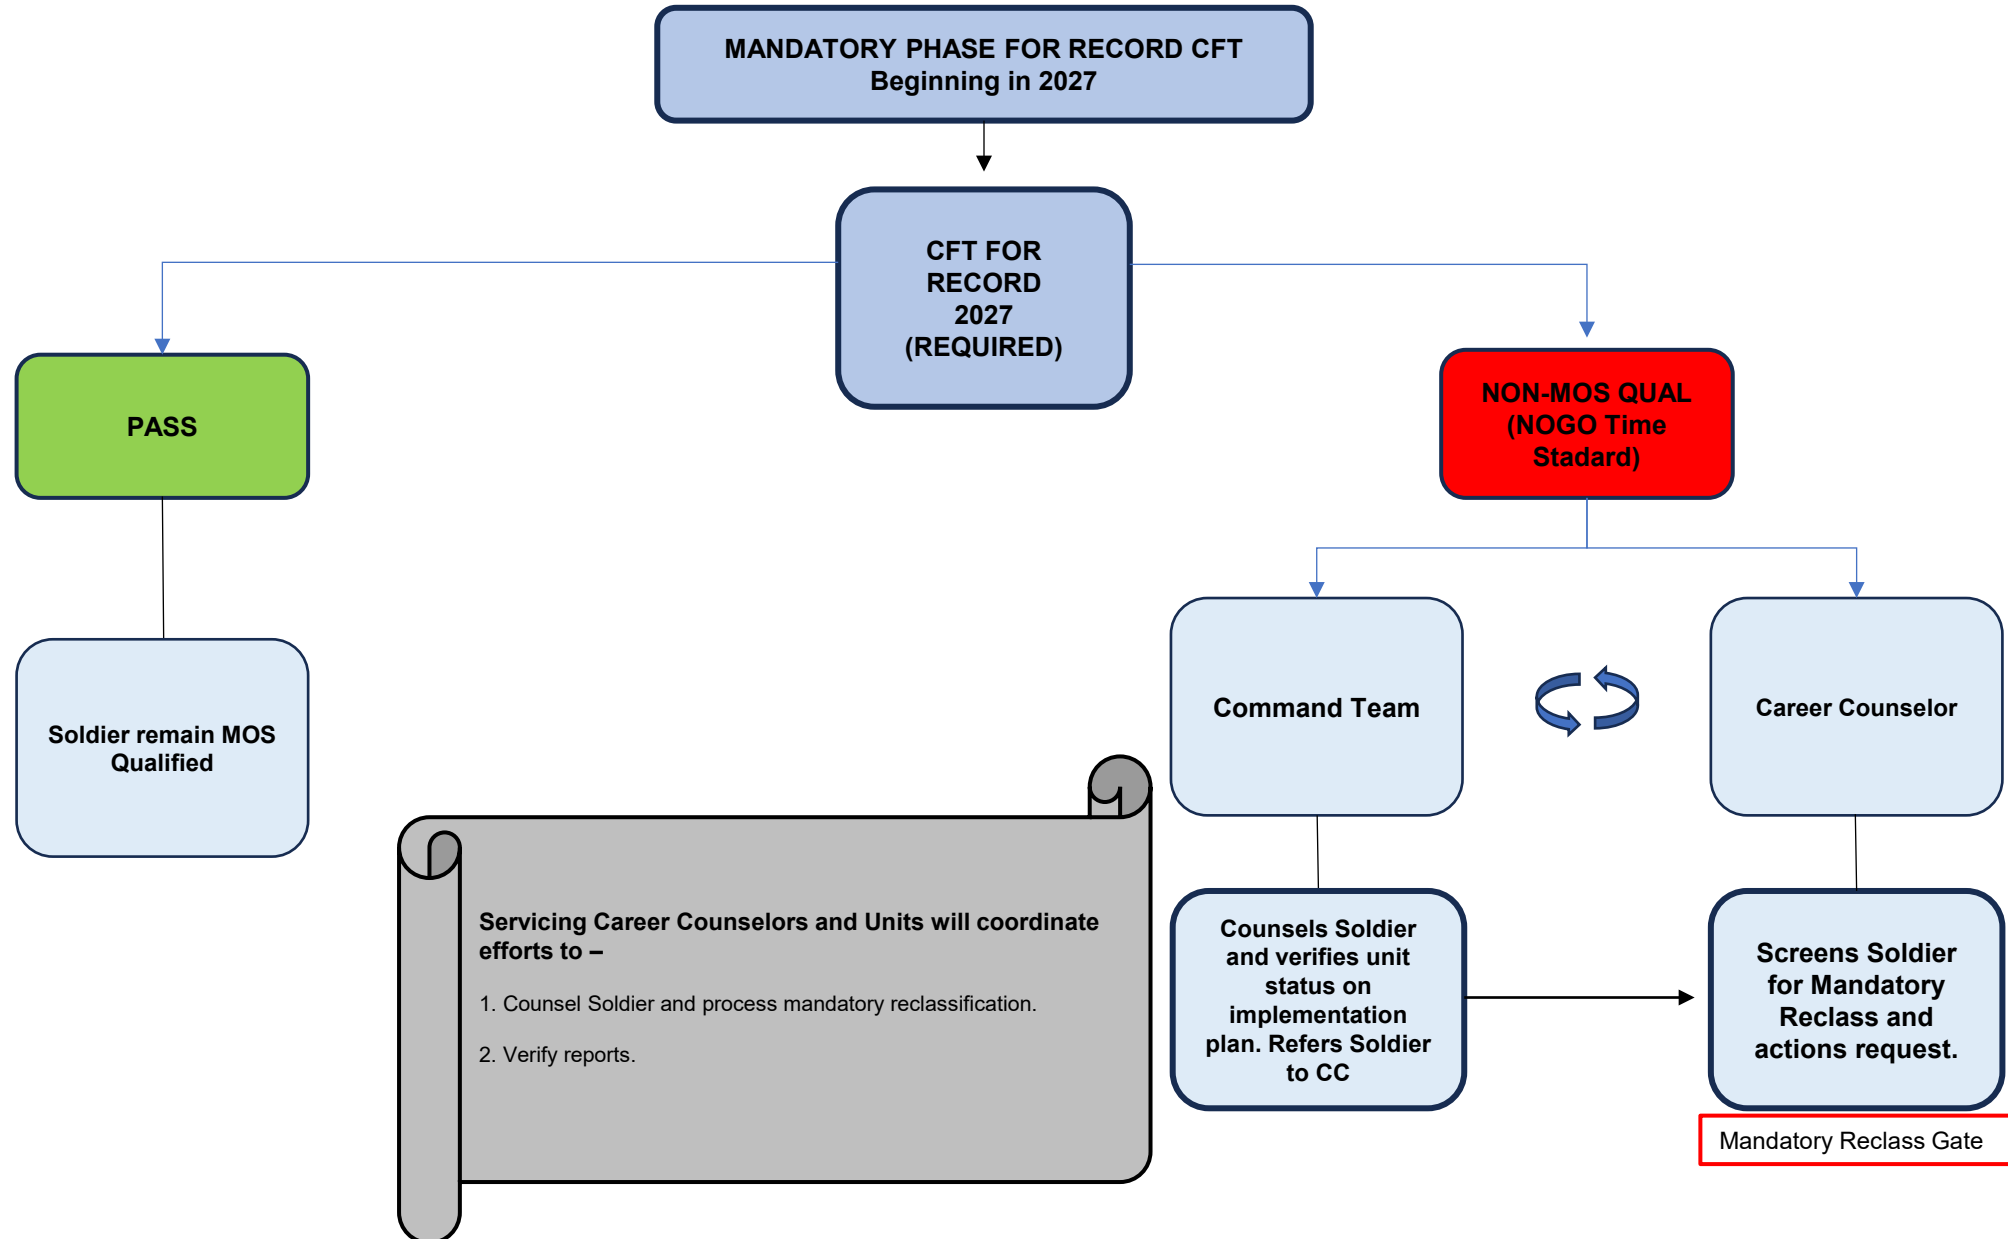 MANDATORY PHASE FOR RECORD CFT
Beginning in 2027
CFT FOR
RECORD
2027
(REQUIRED)
PASS
NON-MOS QUAL
(NOGO Time
Stadard)
Soldier remain MOS
Qualified
Command Team
Career Counselor
Servicing Career Counselors and Units will coordinate
efforts to –
1. Counsel Soldier and process mandatory reclassification.
2. Verify reports.
Counsels Soldier
and verifies unit
status on
implementation
plan. Refers Soldier
to CC
Screens Soldier
for Mandatory
Reclass and
actions request.
Mandatory Reclass Gate